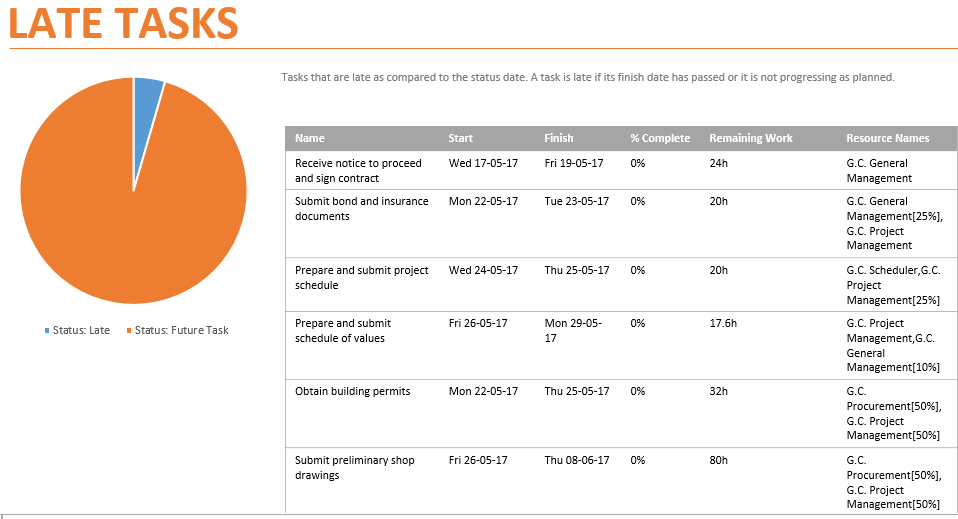 LATE TASKS
Tasks that are late as compared to the status date. A task is late if its finish date has passed or it is not progressing as planned.
Status: Late Status: Future Task
Name Start Finish % Complete Remaining Work Resource Names
Receive notice to proceed Wed 17-05-17 Fri 19-05-17 0% 24h G.C. General
and sign contract Management
Submit bond and insurance Mon 22-05-17 Tue 23-05-17 0% 20h G.C. General
documents Management[25%],
G.C. Project
Management
Prepare and submit project Wed 24-05-17 Thu 25-05-17 0% 20h G.C. Scheduler,G.C.
schedule Project
Management[25%]
Prepare and submit Fri 26-05-17 Mon 29-05- 0% 17.6h G.C. Project
schedule of values 17 Management,G.C.
General
Management[10%]
Obtain building permits Mon 22-05-17 Thu 25-05-17 0% 32h G.C.
Procurement[50%],
G.C. Project
Management[50%]
Submit preliminary shop Fri 26-05-17 Thu 08-06-17 0% 80h G.C.
drawings Procurement[50%],
G.C. Project
Management[50%]